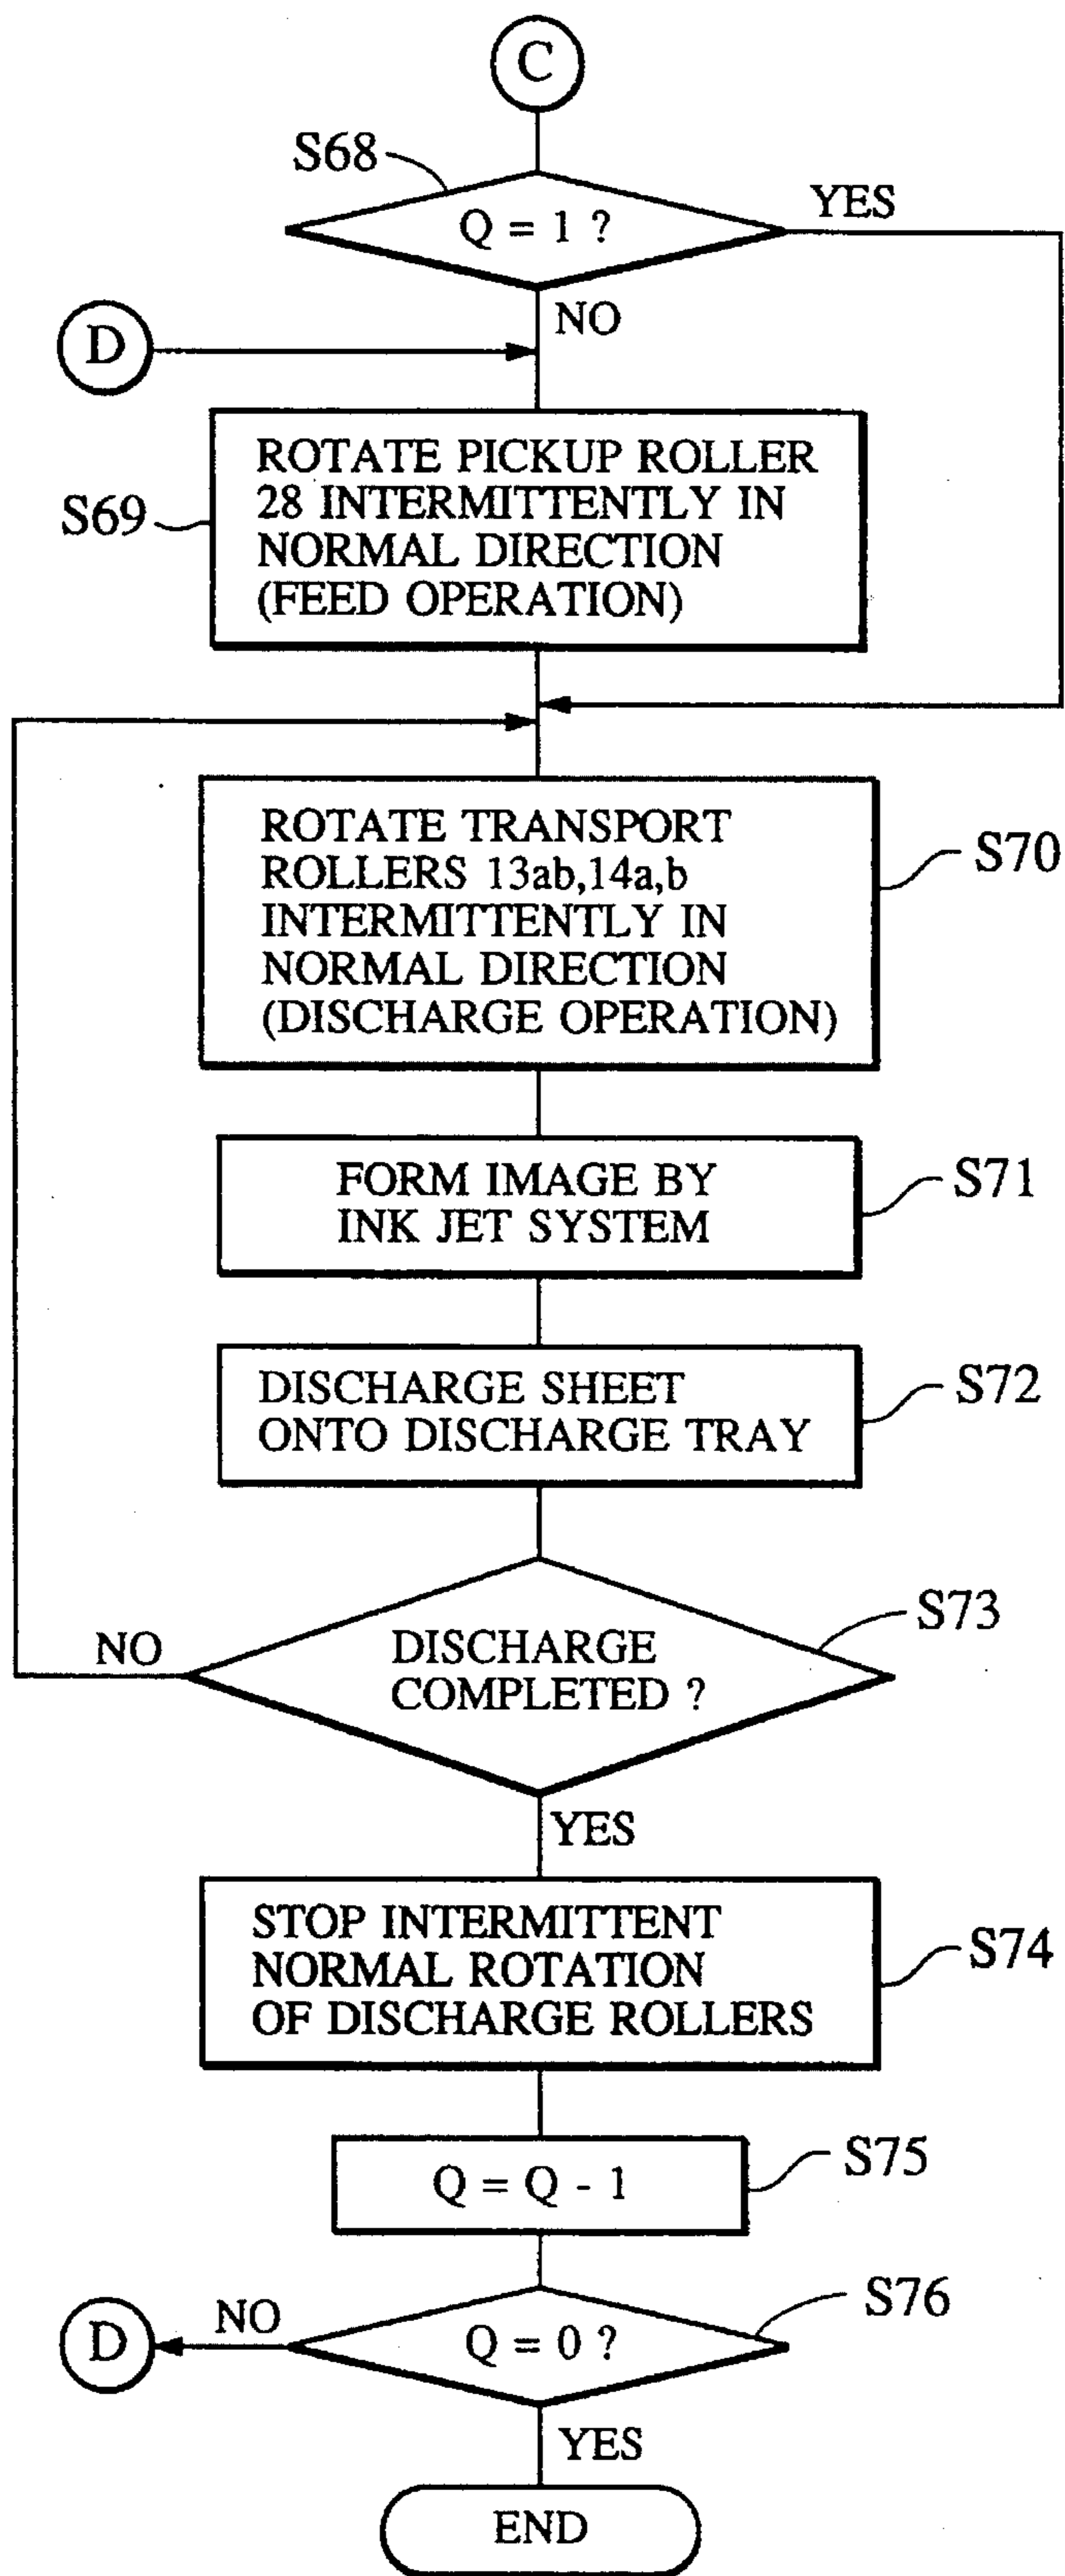 C
S68
Q = 1 ?
YES
NO
D
S69
ROTATE PICKUP ROLLER
28 INTERMITTENTLY IN
NORMAL DIRECTION
(FEED OPERATION)
ROTATE TRANSPORT
ROLLERS 13ab,14a,b
INTERMITTENTLY IN
NORMAL DIRECTION
(DISCHARGE OPERATION)
S70
FORM IMAGE BY
INK JET SYSTEM
S71
DISCHARGE SHEET
ONTO DISCHARGE TRAY
S72
DISCHARGE
COMPLETED ?
S73
NO
YES
STOP INTERMITTENT
NORMAL ROTATION
OF DISCHARGE ROLLERS
S74
Q = Q - 1
S75
Q = 0 ?
S76
NO
D
YES
END